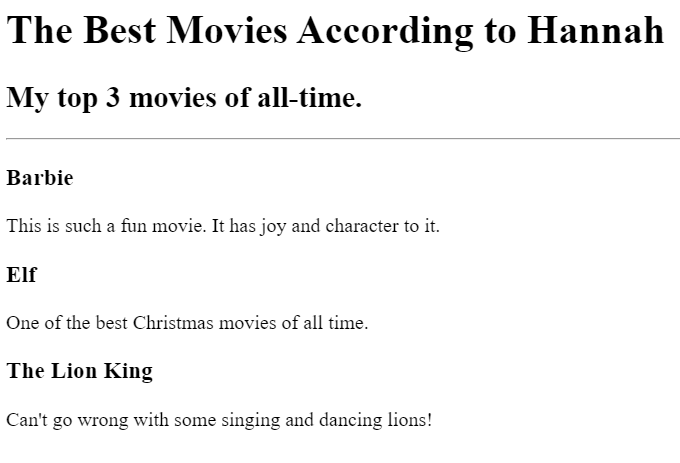 The Best Movies According to Hannah
My top 3 movies of all-time.
Barbie
This is such a fun movie. It has joy and character to it.
Elf
One of the best Christmas movies of all time.
The Lion King
Can't go wrong with some singing and dancing lions!